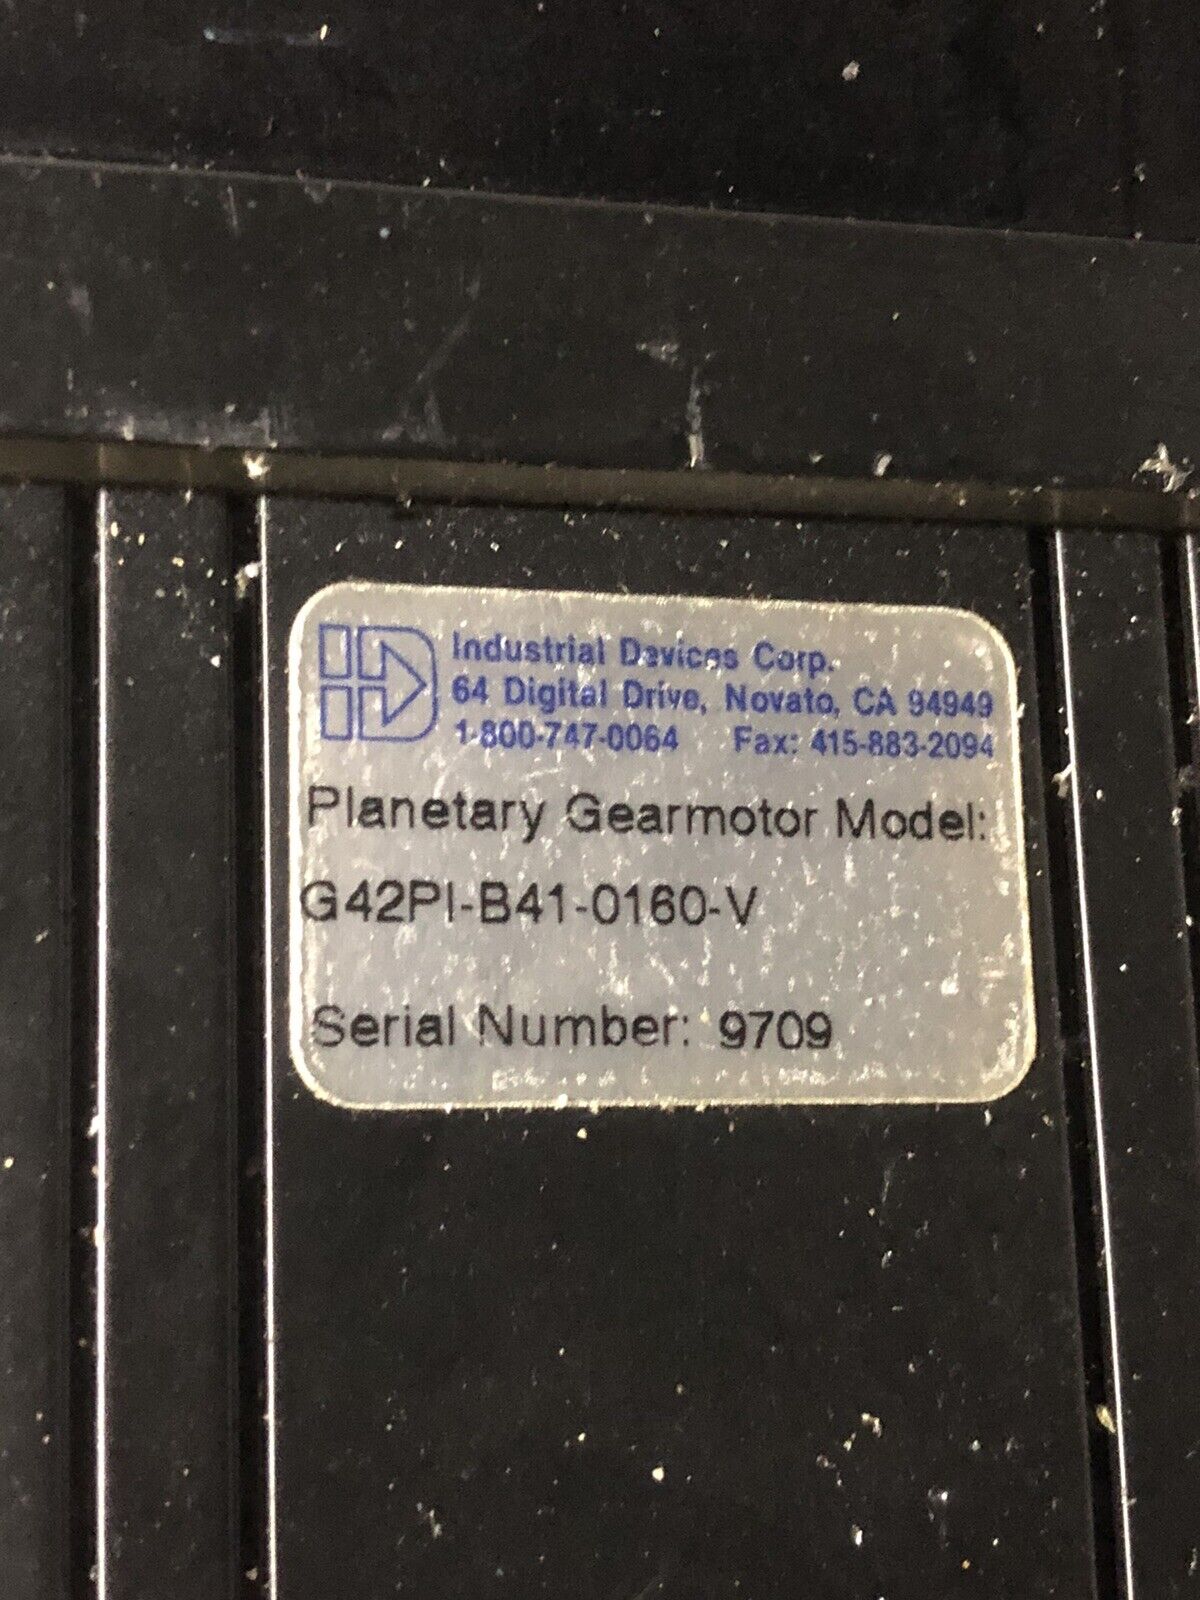 Industrial Devices Corp.
64 Digital Drive, Novato, CA 94949
1-800-747-0064 Fax: 415-883-2094
Planetary Gearmotor Model:
G42PI-B41-0160-V
Serial Number: 9709